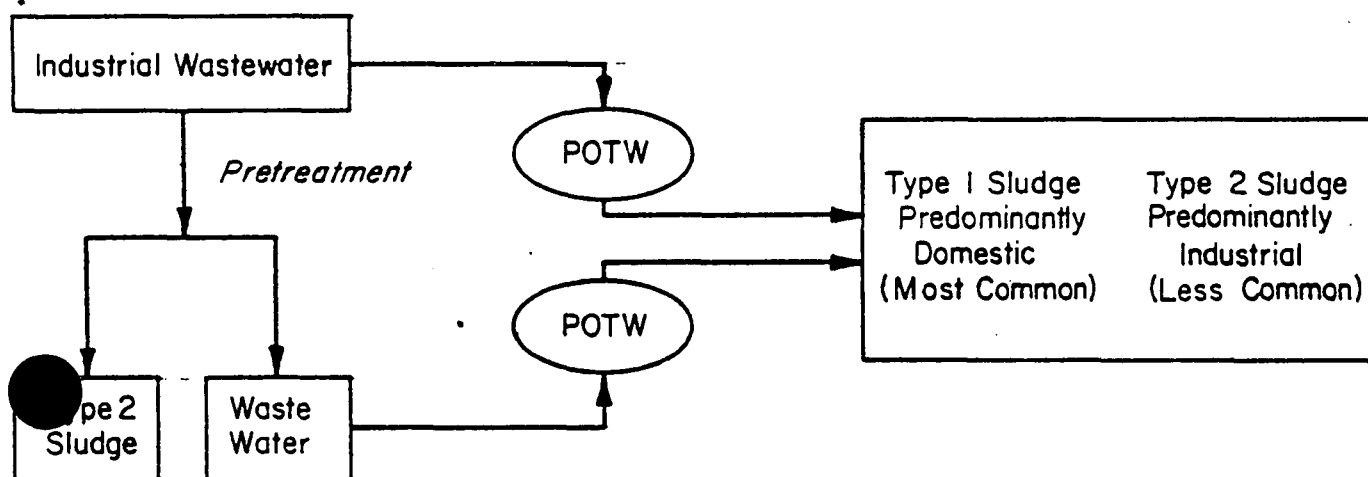 Industrial Wastewater
POTW
Pretreatment
Type 1 Sludge
Predominantly
Domestic
(Most Common)
Type 2 Sludge
Predominantly
Industrial
(Less Common)
POTW
2
Sludge
Waste
Water